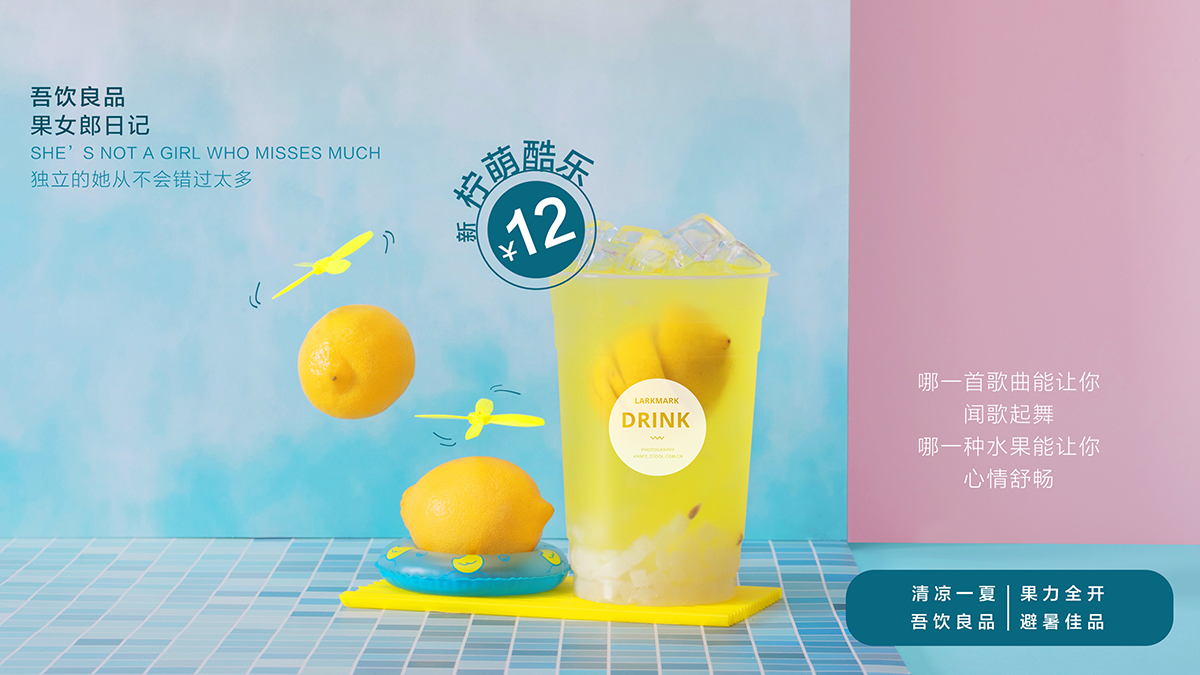 吾饮良品
果女郎日记
SHE'S NOT A GIRL WHO MISSES MUCH
独立的她从不会错过太多
新 柠萌酷乐
¥12
LARKMARK
DRINK
PHOTOGRAPHY
哪一首歌曲能让你
闻歌起舞
哪一种水果能让你
心情舒畅
清凉一夏 | 果力全开
吾饮良品 | 避暑佳品